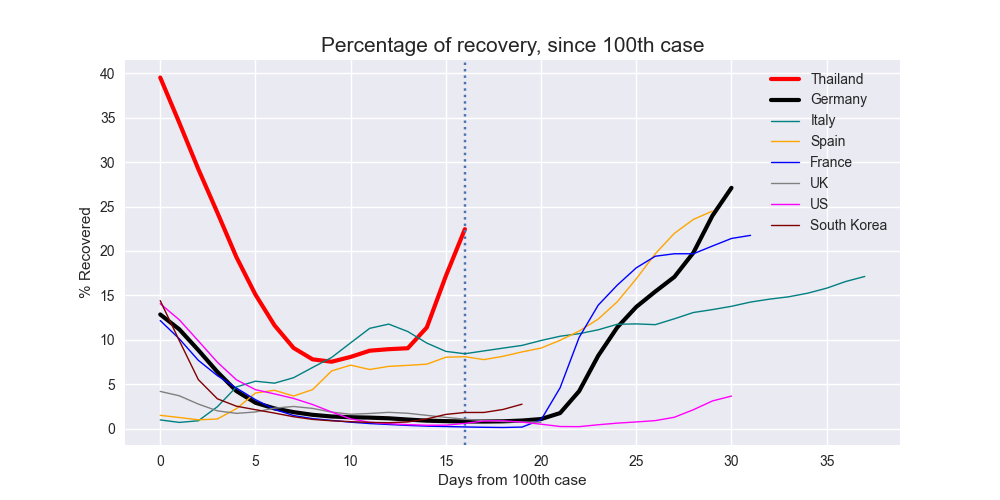 Percentage of recovery, since 100th case
% Recovered
40
35
30
25
20
15
10
5
0
0 5 10 15 20 25 30 35
Days from 100th case
Thailand
Germany
Italy
Spain
France
UK
US
South Korea